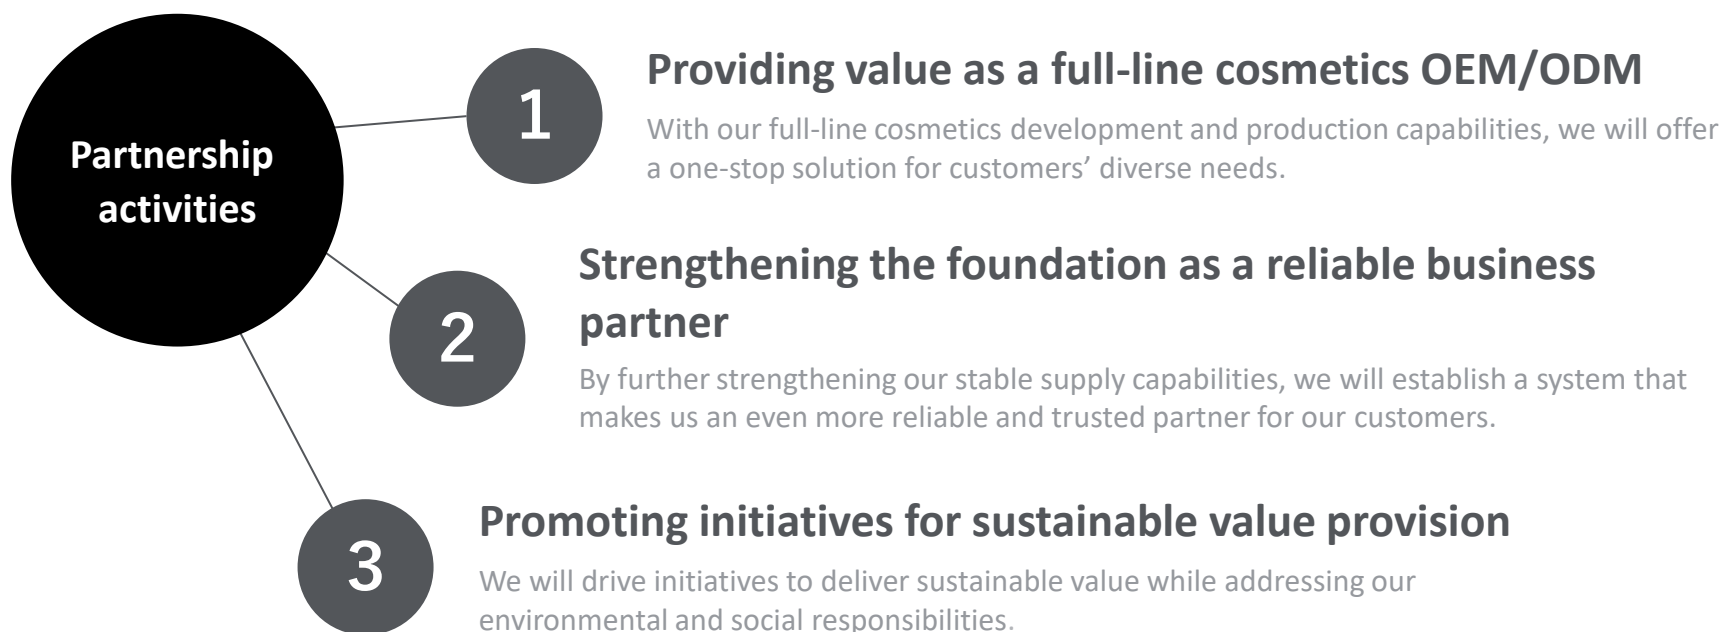 Partnership
activities
1
Providing value as a full-line cosmetics OEM/ODM
With our full-line cosmetics development and production capabilities, we will offer
a one-stop solution for customers’ diverse needs.
2
Strengthening the foundation as a reliable business
partner
By further strengthening our stable supply capabilities, we will establish a system that
makes us an even more reliable and trusted partner for our customers.
3
Promoting initiatives for sustainable value provision
We will drive initiatives to deliver sustainable value while addressing our
environmental and social responsibilities.